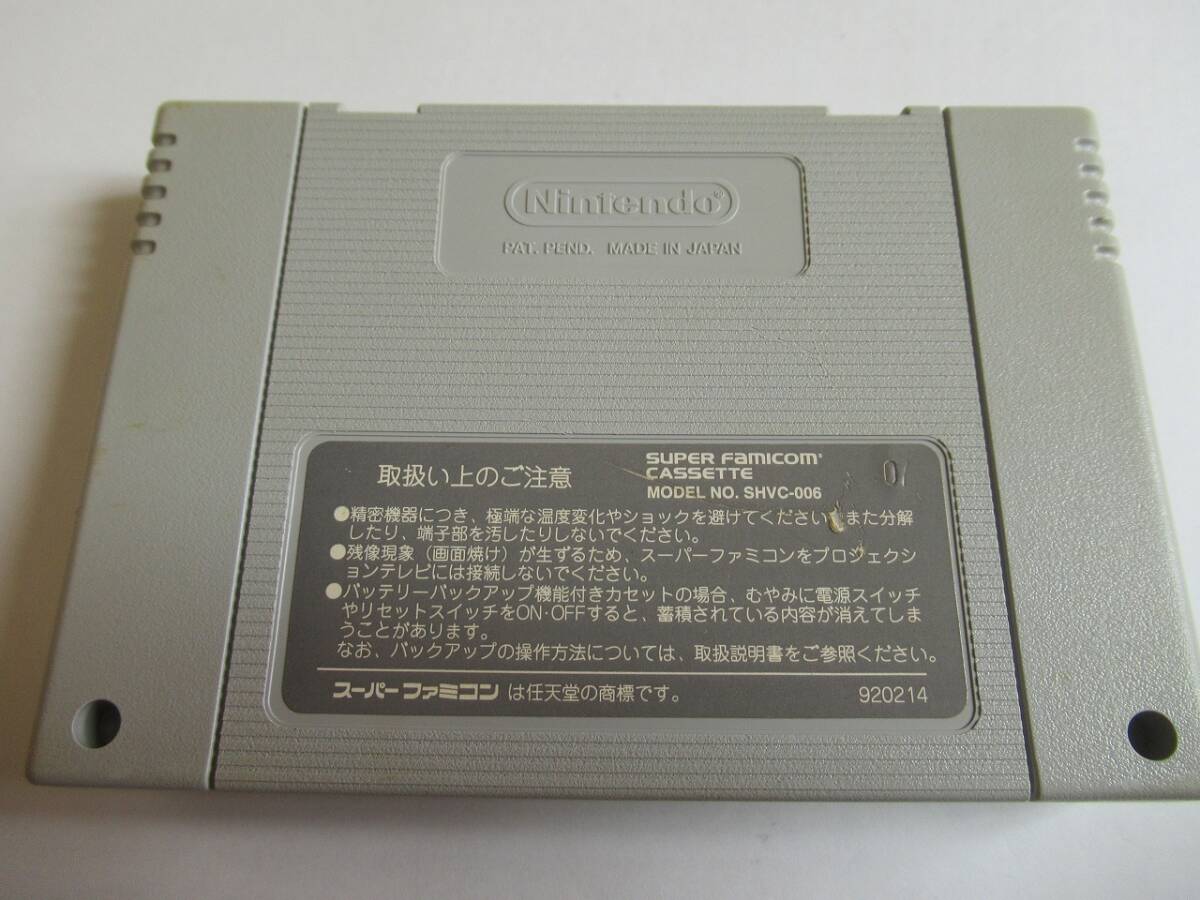 Nintendo®
PAT. PEND. MADE IN JAPAN
取扱い上のご注意
SUPER FAMICOM®
CASSETTE
MODEL NO. SHVC-006
●精密機器につき、極端な温度変化やショックを避けてください。また分解
したり、端子部を汚したりしないでください。
●残像現象（画面焼け）が生ずるため、スーパーファミコンをプロジェクシ
ョンテレビには接続しないでください。
●バッテリーバックアップ機能付きカセットの場合、むやみに電源スイッチ
やリセットスイッチをON・OFFすると、蓄積されている内容が消えてしま
うことがあります。
なお、バックアップの操作方法については、取扱説明書をご参照ください。
スーパーファミコン は任天堂の商標です。 920214